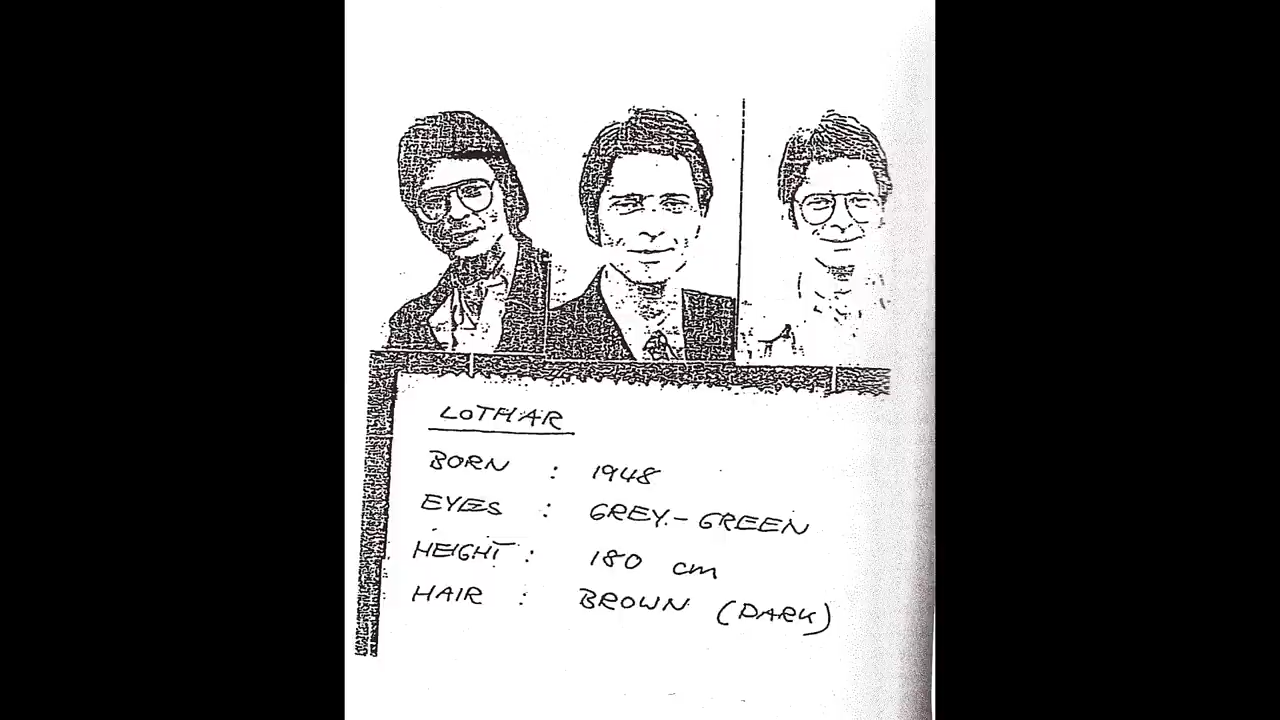 LOTHAR
BORN : 1948
EYES : GREY-GREEN
HEIGHT : 180 cm
HAIR : BROWN (DARK)